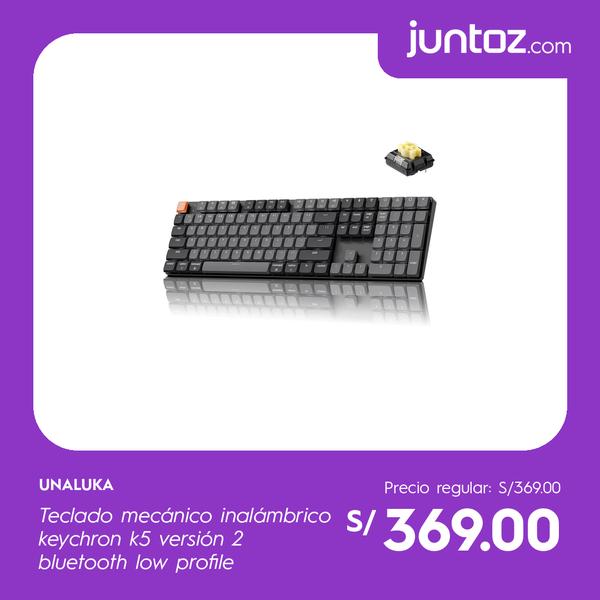 juntoz.com
UNALUKA
Teclado mecánico inalámbrico
keychron k5 versión 2
bluetooth low profile
Precio regular: S/369.00
S/ 369.00